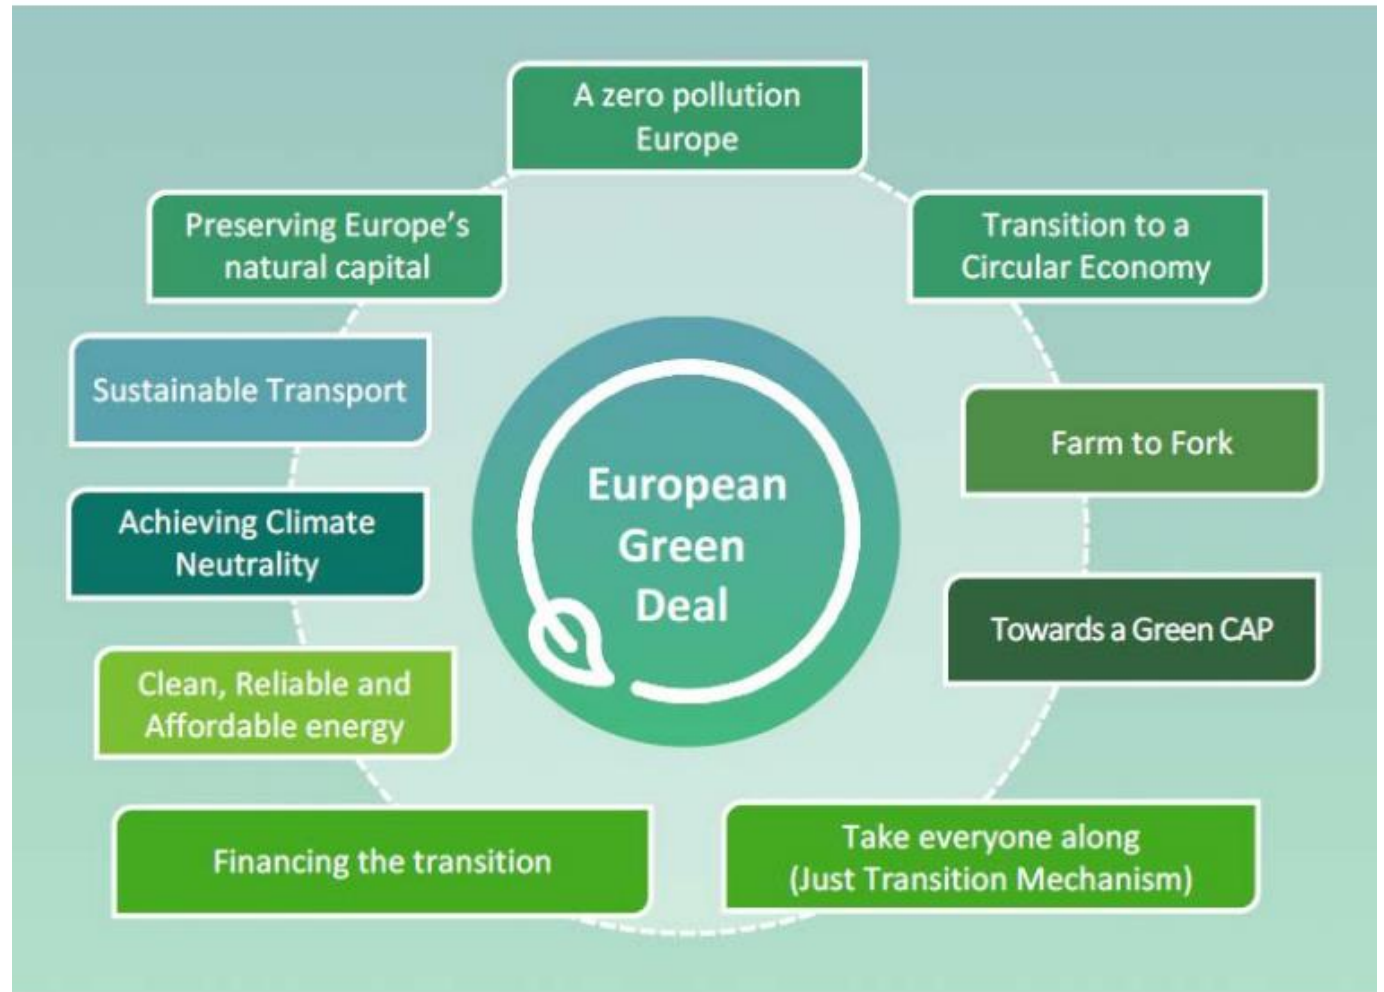 A zero pollution
Europe
Preserving Europe's
natural capital
Transition to a
Circular Economy
Sustainable Transport
Farm to Fork
European
Green
Deal
Achieving Climate
Neutrality
Towards a Green CAP
Clean, Reliable and
Affordable energy
Financing the transition
Take everyone along
(Just Transition Mechanism)